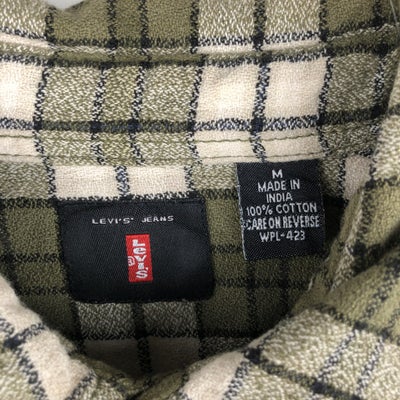 LEVI'S® JEANS
LEVI'S
M
MADE IN
INDIA
100% COTTON
CARE ON REVERSE
WPL-423